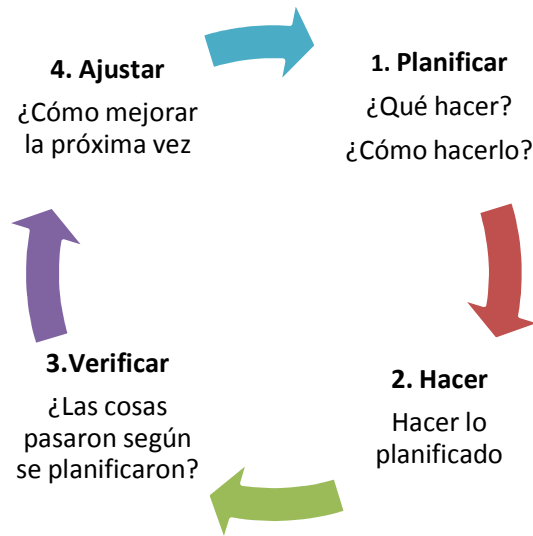 1. Planificar
¿Qué hacer?
¿Cómo hacerlo?
2. Hacer
Hacer lo
planificado
3.Verificar
¿Las cosas
pasaron según
se planificaron?
4. Ajustar
¿Cómo mejorar
la próxima vez